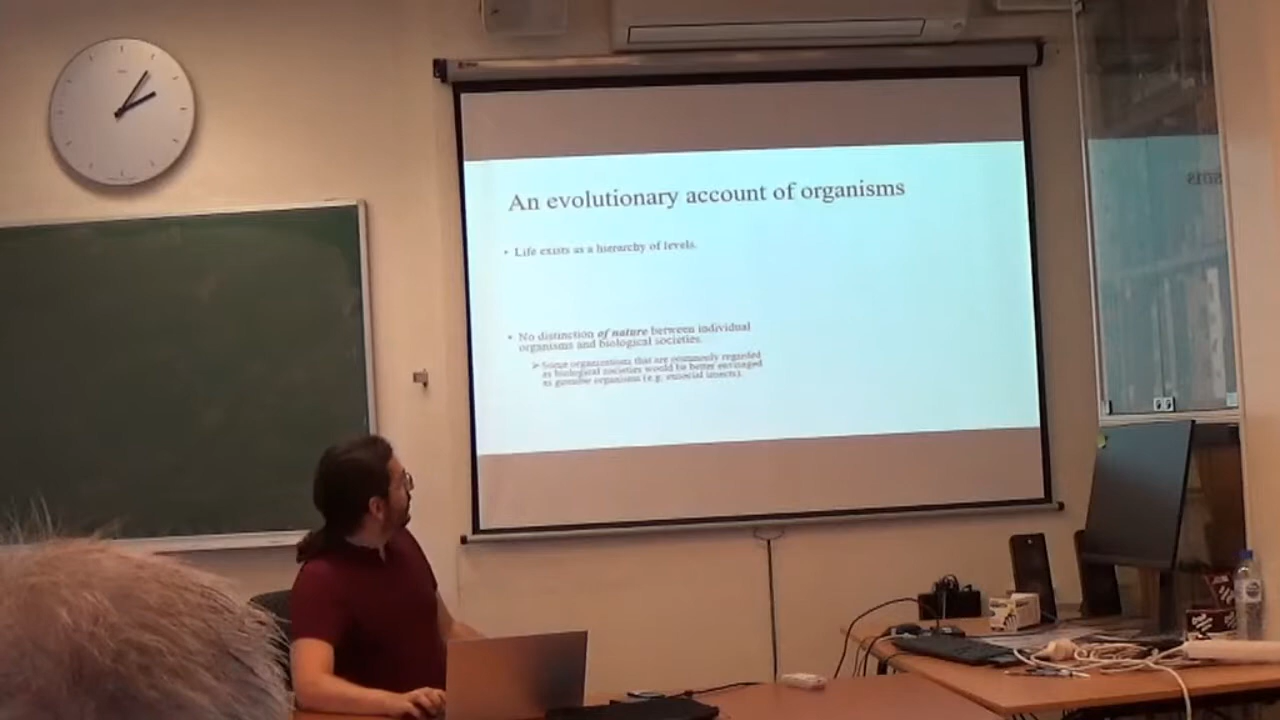 An evolutionary account of organisms
• Life exists as a hierarchy of levels.
• No distinction of nature between individual
organisms and biological societies.
➢ Some organizations that are commonly regarded
as biological societies would be better envisaged
as genuine organisms (e.g. eusocial insects).